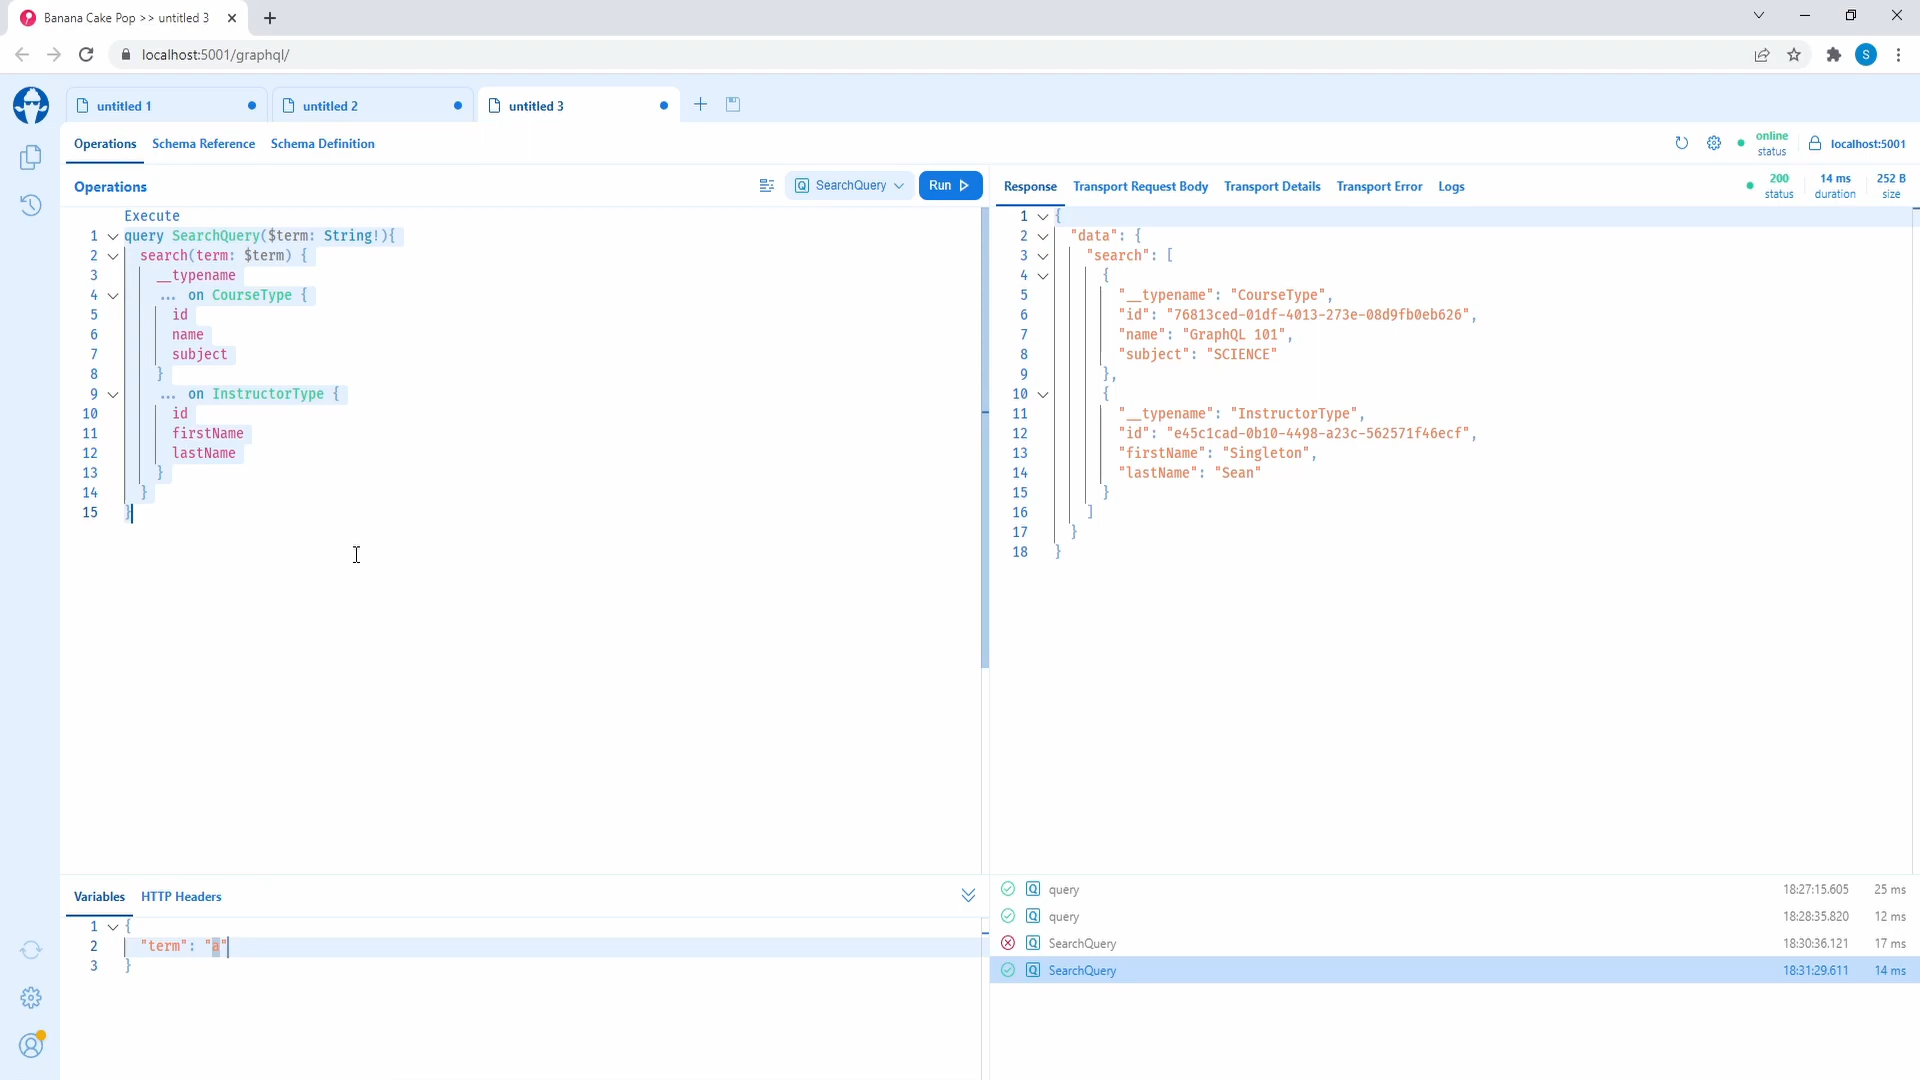 Banana Cake Pop >> untitled 3
localhost:5001/graphql/
S
untitled 1
untitled 2
untitled 3
Operations Schema Reference Schema Definition
online
status
localhost:5001
Operations
SearchQuery
Run
Response Transport Request Body Transport Details Transport Error Logs
200
status
14 ms
duration
252 B
size
Execute
1 query SearchQuery($term: String!){
2 search(term: $term) {
3 __typename
4 ... on CourseType {
5 id
6 name
7 subject
8 }
9 ... on InstructorType {
10 id
11 firstName
12 lastName
13 }
14 }
15 }
1 {
2 "data": {
3 "search": [
4 {
5 "__typename": "CourseType",
6 "id": "76813ced-01df-4013-273e-08d9fb0eb626",
7 "name": "GraphQL 101",
8 "subject": "SCIENCE"
9 },
10 {
11 "__typename": "InstructorType",
12 "id": "e45c1cad-0b10-4498-a23c-562571f46ecf",
13 "firstName": "Singleton",
14 "lastName": "Sean"
15 }
16 ]
17 }
18 }
Variables HTTP Headers
1 {
2 "term": "a"
3 }
Q query 18:27:15.605 25 ms
Q query 18:28:35.820 12 ms
Q SearchQuery 18:30:36.121 17 ms
Q SearchQuery 18:31:29.611 14 ms